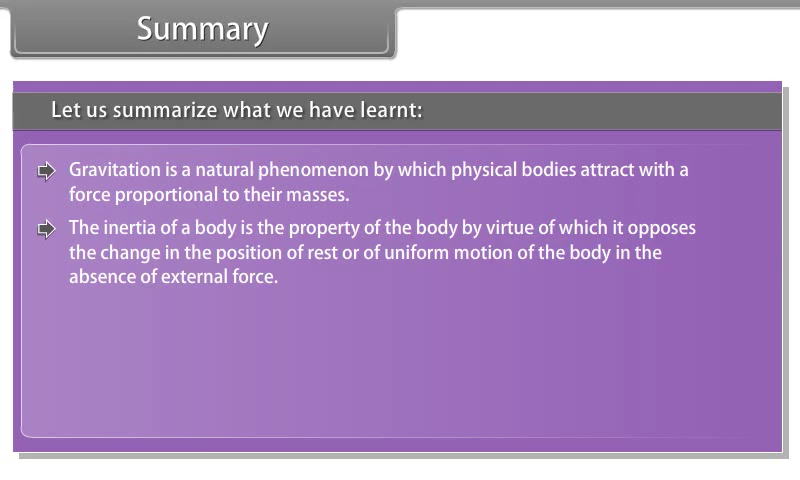 Summary
Let us summarize what we have learnt:
Gravitation is a natural phenomenon by which physical bodies attract with a
force proportional to their masses.
The inertia of a body is the property of the body by virtue of which it opposes
the change in the position of rest or of uniform motion of the body in the
absence of external force.